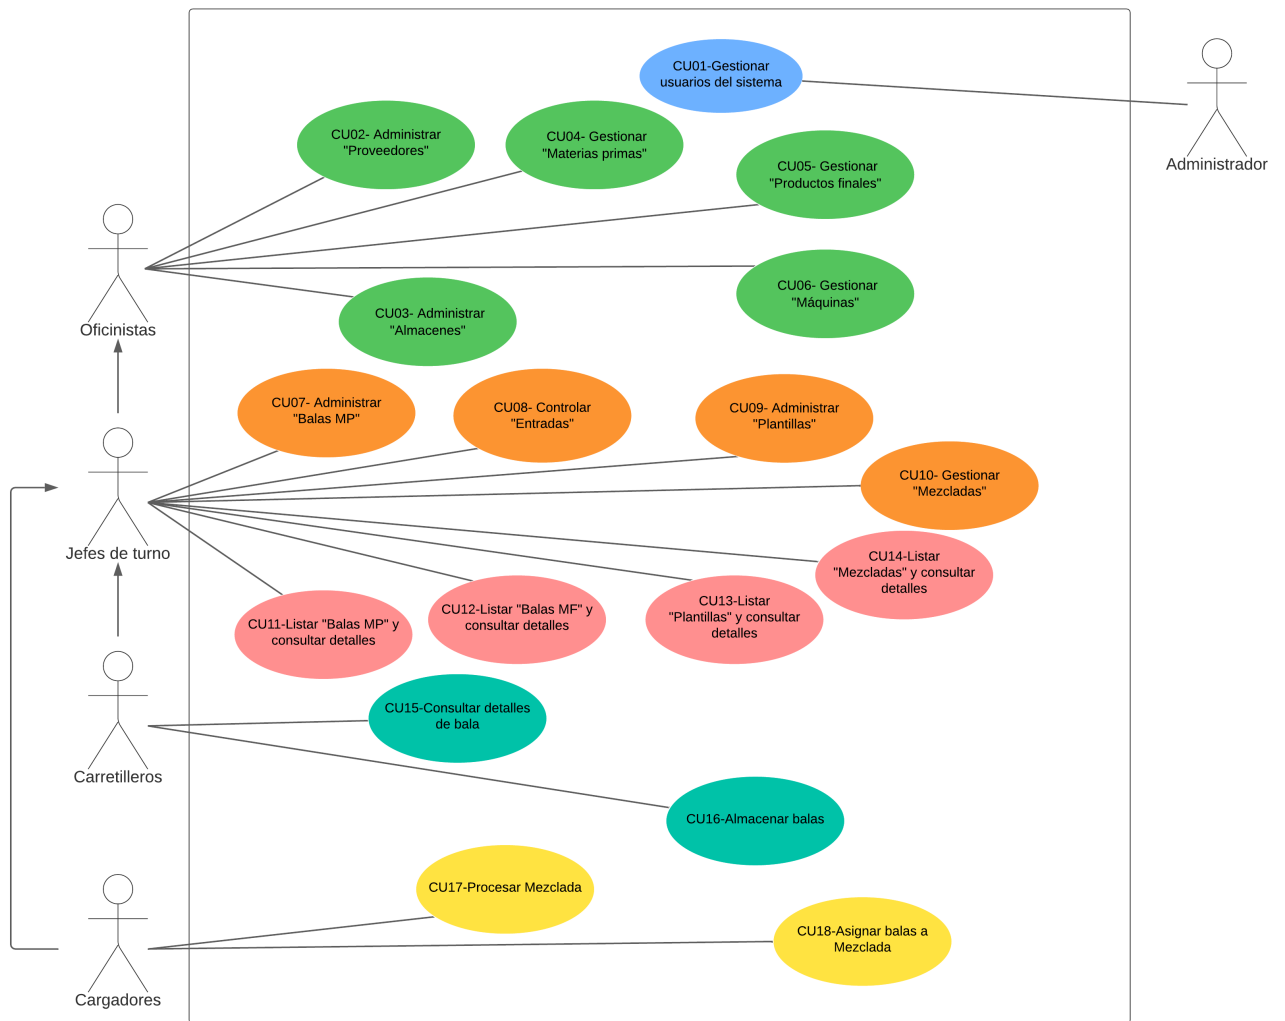 CU01-Gestionar
usuarios del sistema
Administrador
CU02- Administrar
"Proveedores"
CU04- Gestionar
"Materias primas"
CU05- Gestionar
"Productos finales"
CU06- Gestionar
"Máquinas"
CU03- Administrar
"Almacenes"
Oficinistas
CU07- Administrar
"Balas MP"
CU08- Controlar
"Entradas"
CU09- Administrar
"Plantillas"
CU10- Gestionar
"Mezcladas"
Jefes de turno
CU14-Listar
"Mezcladas" y consultar
detalles
CU13-Listar
"Plantillas" y consultar
detalles
CU12-Listar "Balas MF" y
consultar detalles
CU11-Listar "Balas MP" y
consultar detalles
CU15-Consultar detalles
de bala
Carretilleros
CU16-Almacenar balas
CU17-Procesar Mezclada
CU18-Asignar balas a
Mezclada
Cargadores